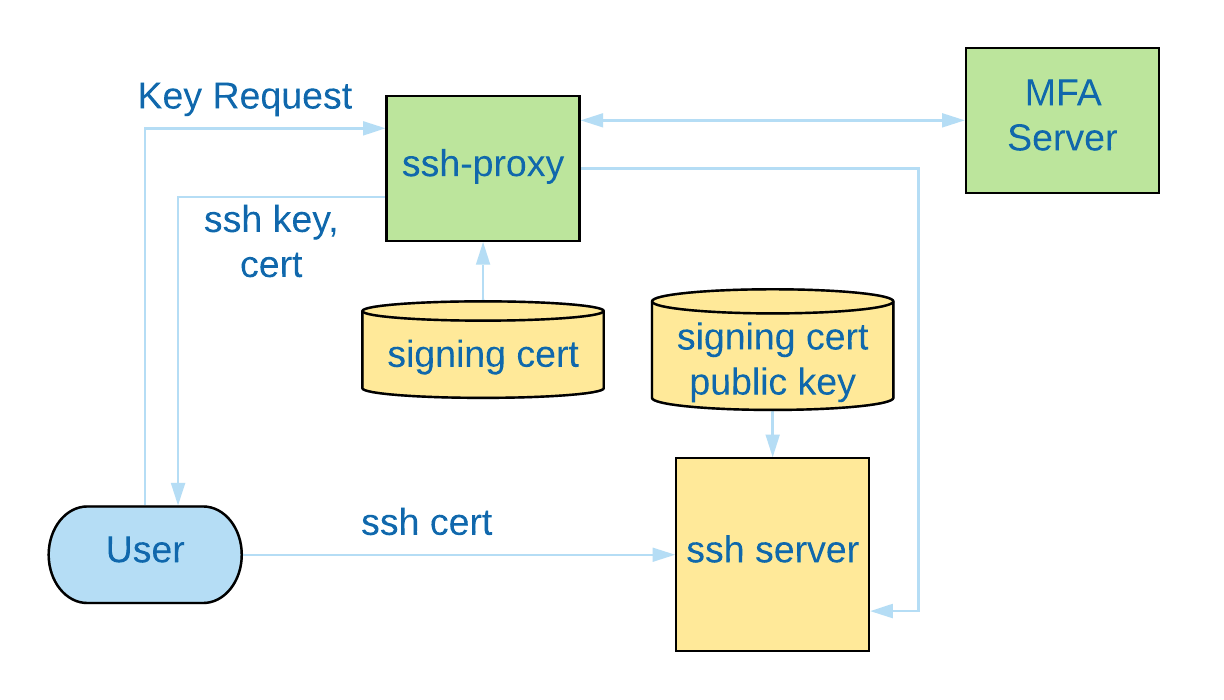 Key Request
ssh-proxy
MFA
Server
ssh key,
cert
signing cert
signing cert
public key
ssh cert
User
ssh server